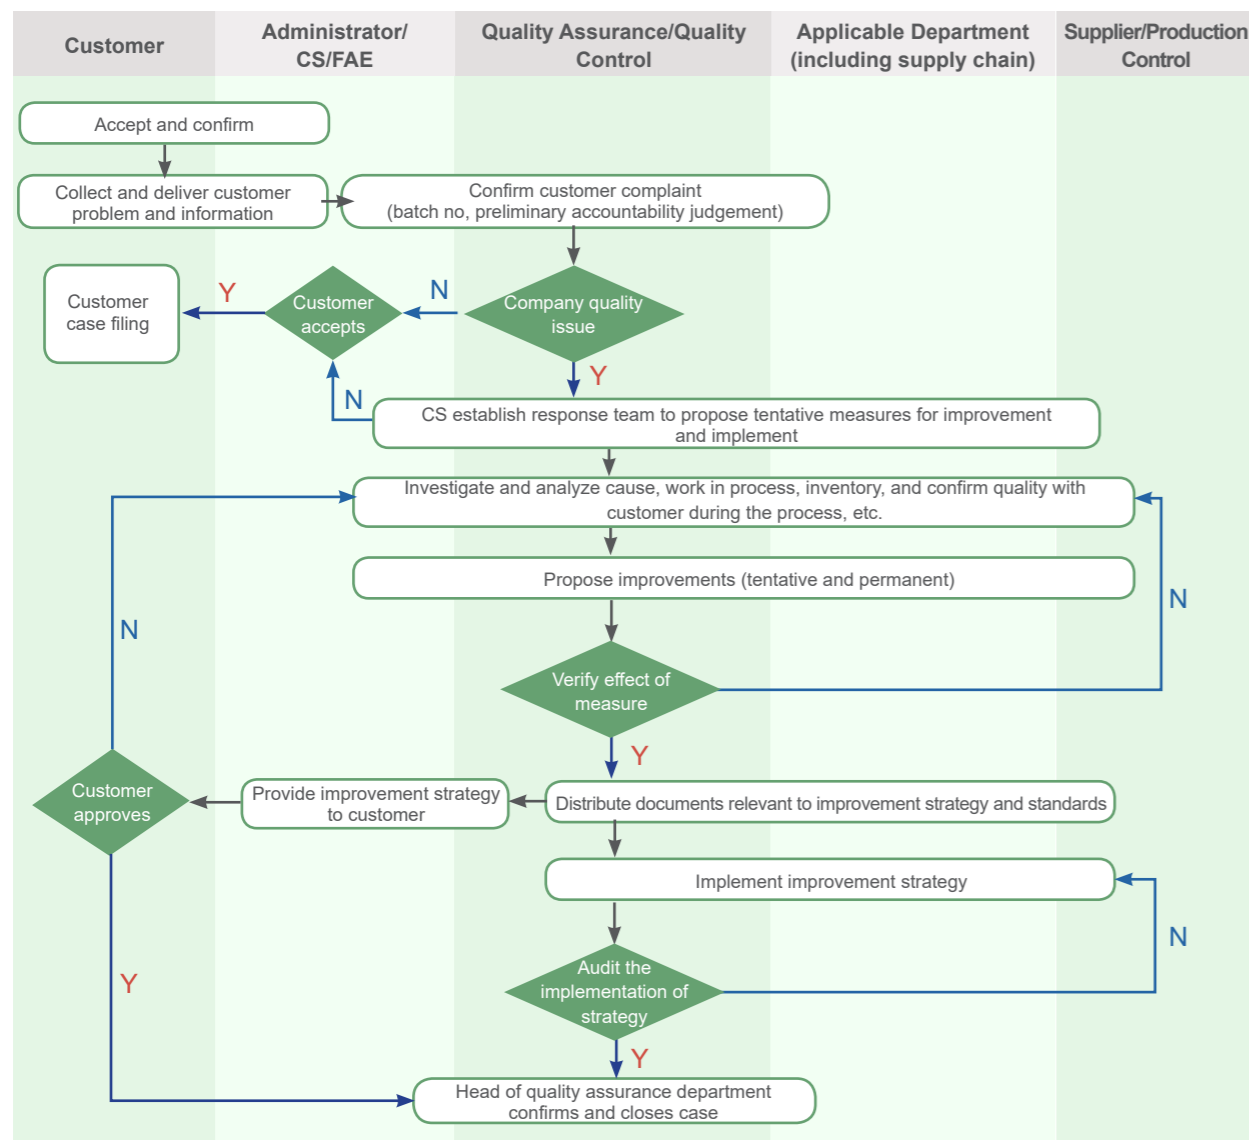 Customer
Administrator/
CS/FAE
Quality Assurance/Quality
Control
Applicable Department
(including supply chain)
Supplier/Production
Control
Accept and confirm
Collect and deliver customer
problem and information
Confirm customer complaint
(batch no, preliminary accountability judgement)
Customer
case filing
Y
Customer
accepts
N
Company quality
issue
Y
N
CS establish response team to propose tentative measures for improvement
and implement
Investigate and analyze cause, work in process, inventory, and confirm quality with
customer during the process, etc.
Propose improvements (tentative and permanent)
N
N
Verify effect of
measure
Y
Customer
approves
Provide improvement strategy
to customer
Distribute documents relevant to improvement strategy and standards
Implement improvement strategy
N
Y
Audit the
implementation of
strategy
Y
Head of quality assurance department
confirms and closes case